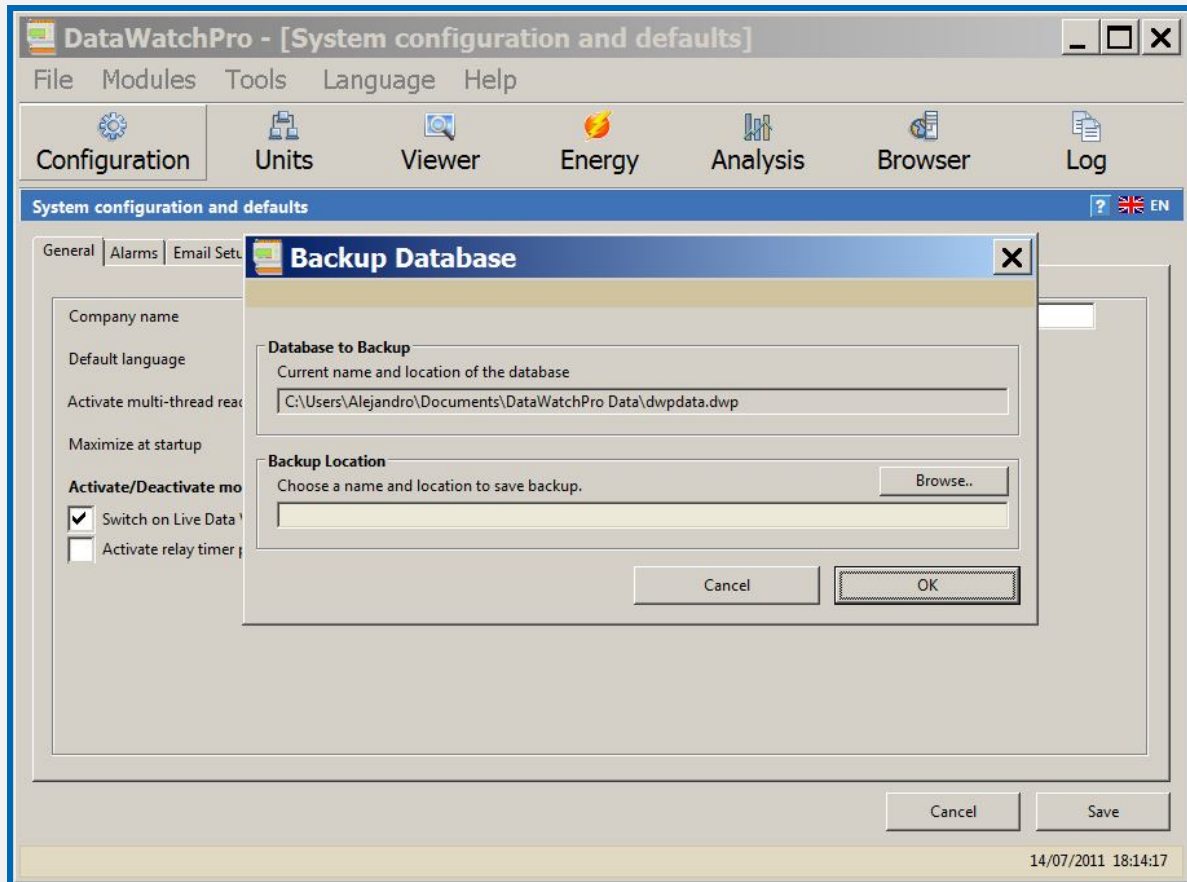 DataWatchPro - [System configuration and defaults]
File Modules Tools Language Help
Configuration Units Viewer Energy Analysis Browser Log
System configuration and defaults ? EN
General Alarms Email Setu
Backup Database
Company name
Default language
Activate multi-thread read
Maximize at startup
Activate/Deactivate mo
Switch on Live Data
Activate relay timer
Database to Backup
Current name and location of the database
C:\Users\Alejandro\Documents\DataWatchPro Data\dwpdata.dwp
Backup Location
Choose a name and location to save backup.
Browse..
Cancel OK
Cancel Save
14/07/2011 18:14:17